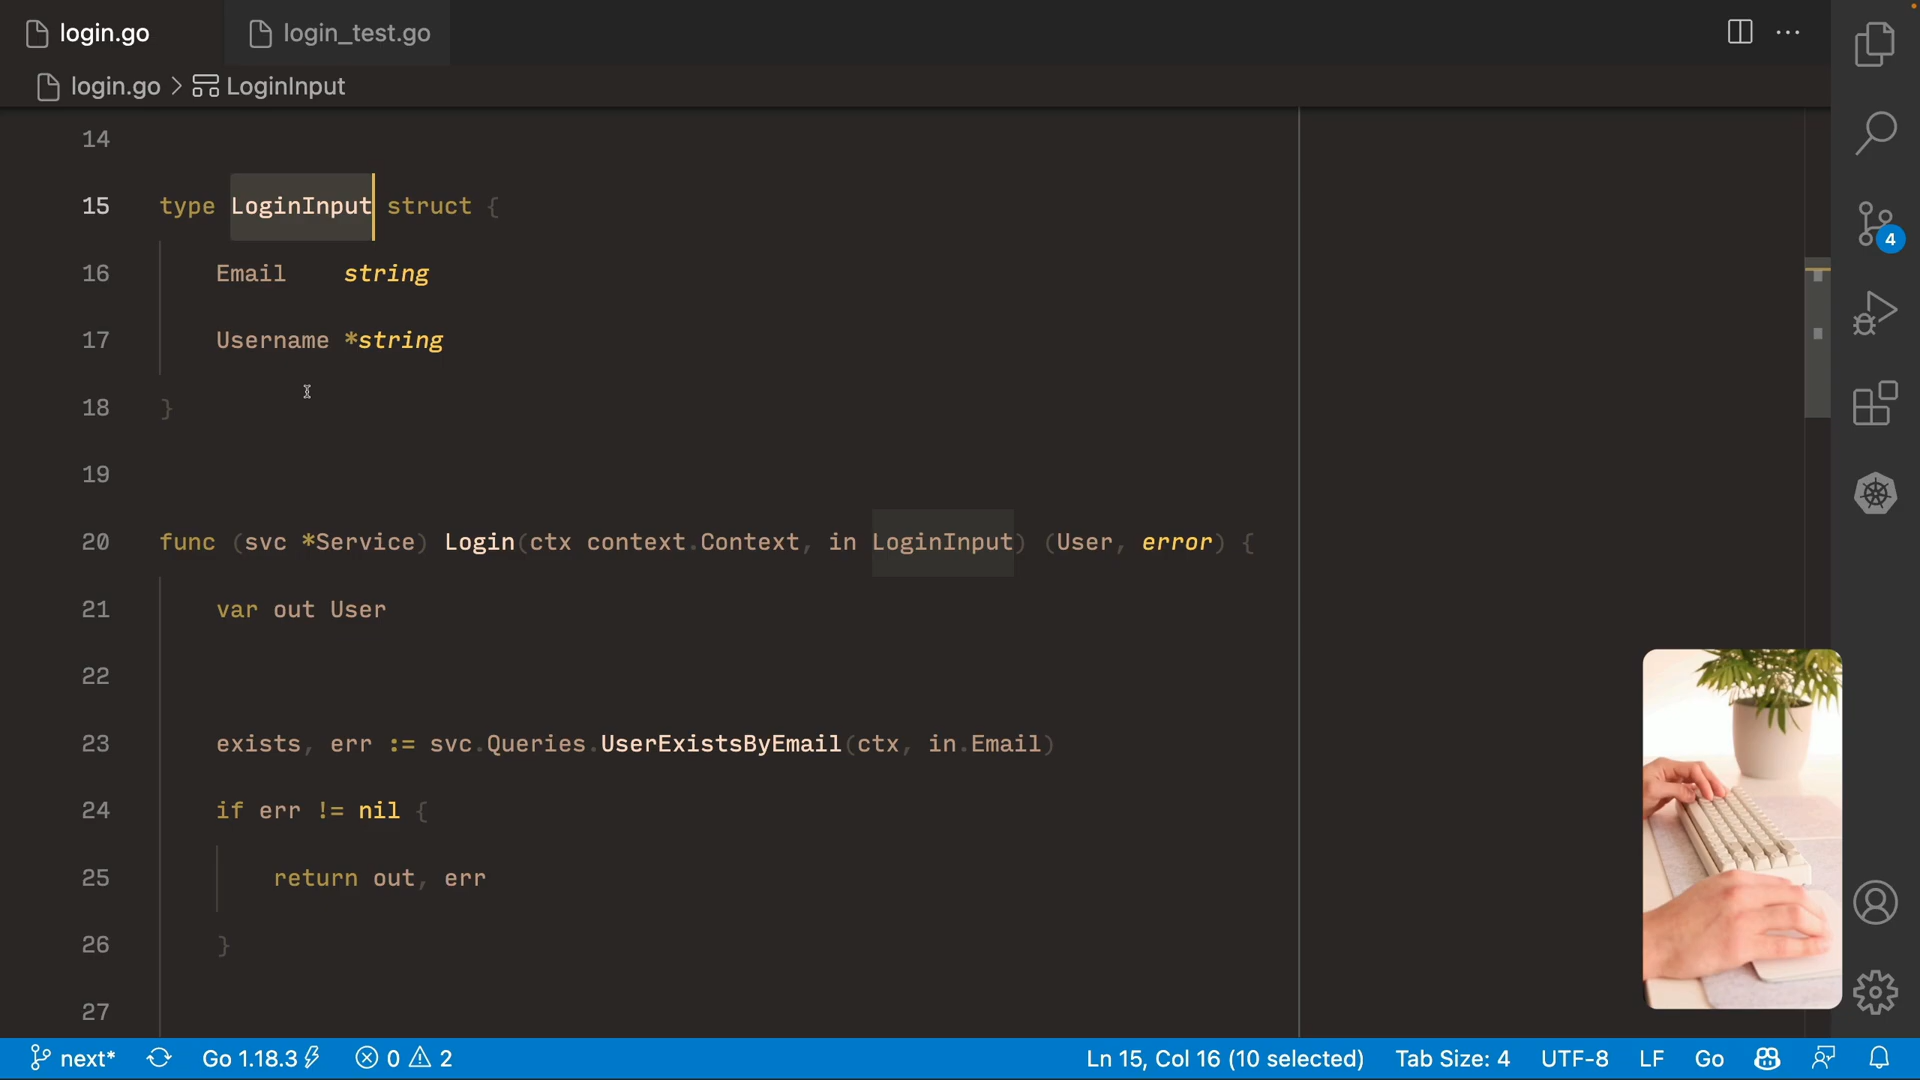 login.go
login_test.go
login.go > LoginInput
14
15 type LoginInput struct {
16 Email string
17 Username *string
18 }
19
20 func (svc *Service) Login(ctx context.Context, in LoginInput) (User, error) {
21 var out User
22
23 exists, err := svc.Queries.UserExistsByEmail(ctx, in.Email)
24 if err != nil {
25 return out, err
26 }
27
4
next* Go 1.18.3 0 2 Ln 15, Col 16 (10 selected) Tab Size: 4 UTF-8 LF Go